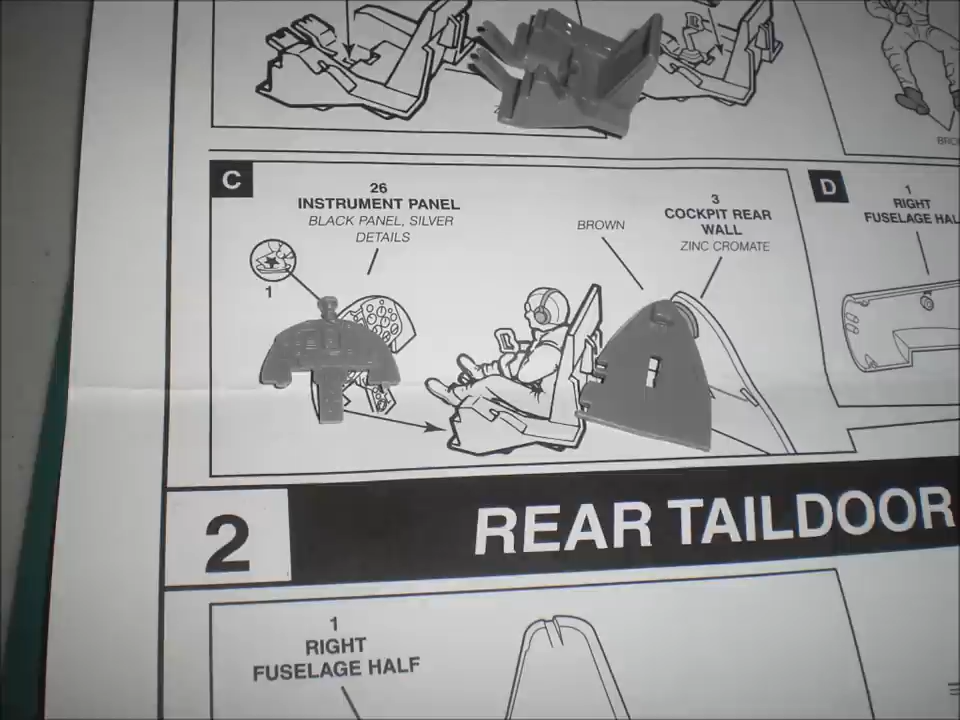 BRO
C
26
INSTRUMENT PANEL
BLACK PANEL, SILVER
DETAILS
1
BROWN
3
COCKPIT REAR
WALL
ZINC CROMATE
D
1
RIGHT
FUSELAGE HAL
2
REAR TAILDOOR
1
RIGHT
FUSELAGE HALF